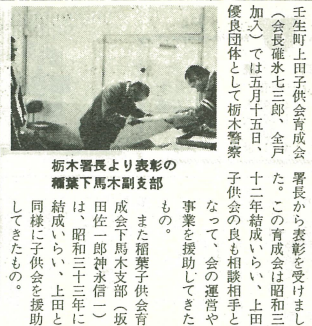 壬生町上田子供会育成会
（会長碓氷七三郎、全戸
加入）では五月十五日、
優良団体として栃木警察
署長から表彰を受けまし
た。この育成会は昭和三
十二年結成いらい、上田
子供会の良も相談相手と
なって、会の運営や
事業を援助してきた
もの。
また稲葉子供会育
成会下馬木支部（坂
田佐一郎神永信一）
は、昭和三十三年に
結成いらい、上田と
同様に子供会を援助
してきたもの。
栃木署長より表彰の
稲葉下馬木副支部